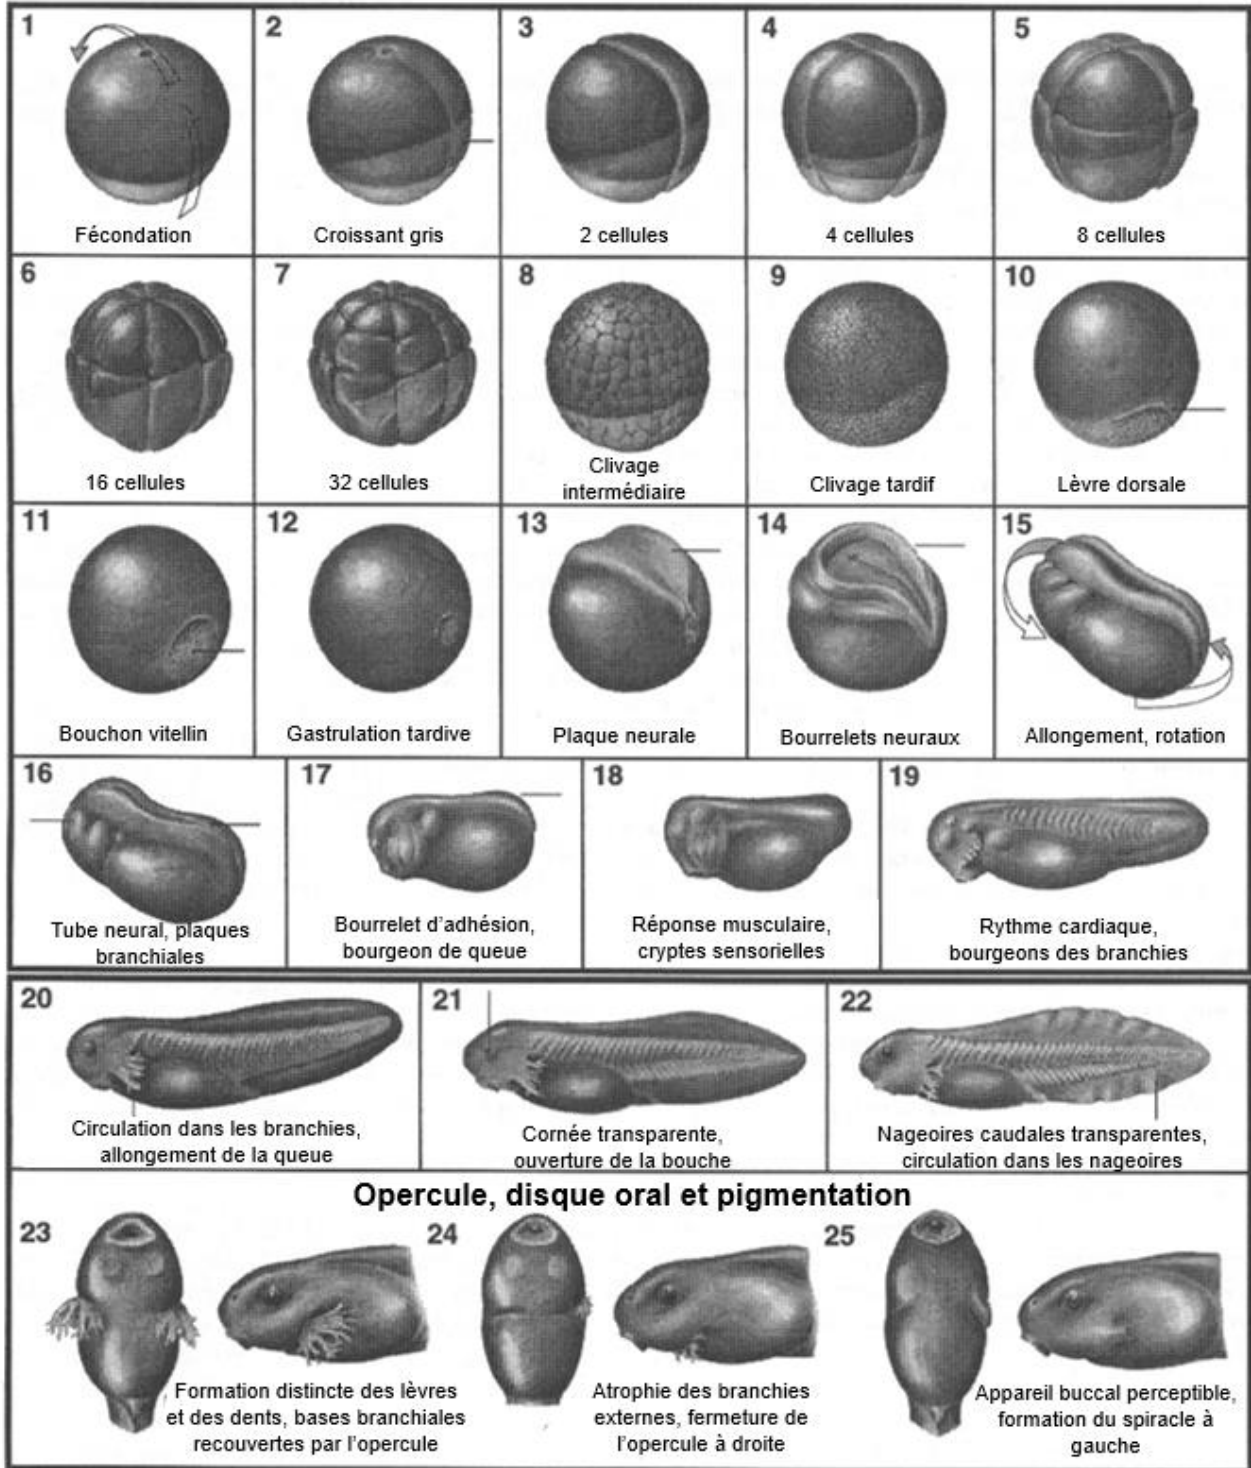 1
Fécondation
2
Croissant gris
3
2 cellules
4
4 cellules
5
8 cellules
6
16 cellules
7
32 cellules
8
Clivage
intermédiaire
9
Clivage tardif
10
Lèvre dorsale
11
Bouchon vitellin
12
Gastrulation tardive
13
Plaque neurale
14
Bourrelets neuraux
15
Allongement, rotation
16
Tube neural, plaques
branchiales
17
Bourrelet d’adhésion,
bourgeon de queue
18
Réponse musculaire,
cryptes sensorielles
19
Rythme cardiaque,
bourgeons des branchies
20
Circulation dans les branchies,
allongement de la queue
21
Cornée transparente,
ouverture de la bouche
22
Nageoires caudales transparentes,
circulation dans les nageoires
Opercule, disque oral et pigmentation
23
Formation distincte des lèvres
et des dents, bases branchiales
recouvertes par l’opercule
24
Atrophie des branchies
externes, fermeture de
l’opercule à droite
25
Appareil buccal perceptible,
formation du spiracle à
gauche